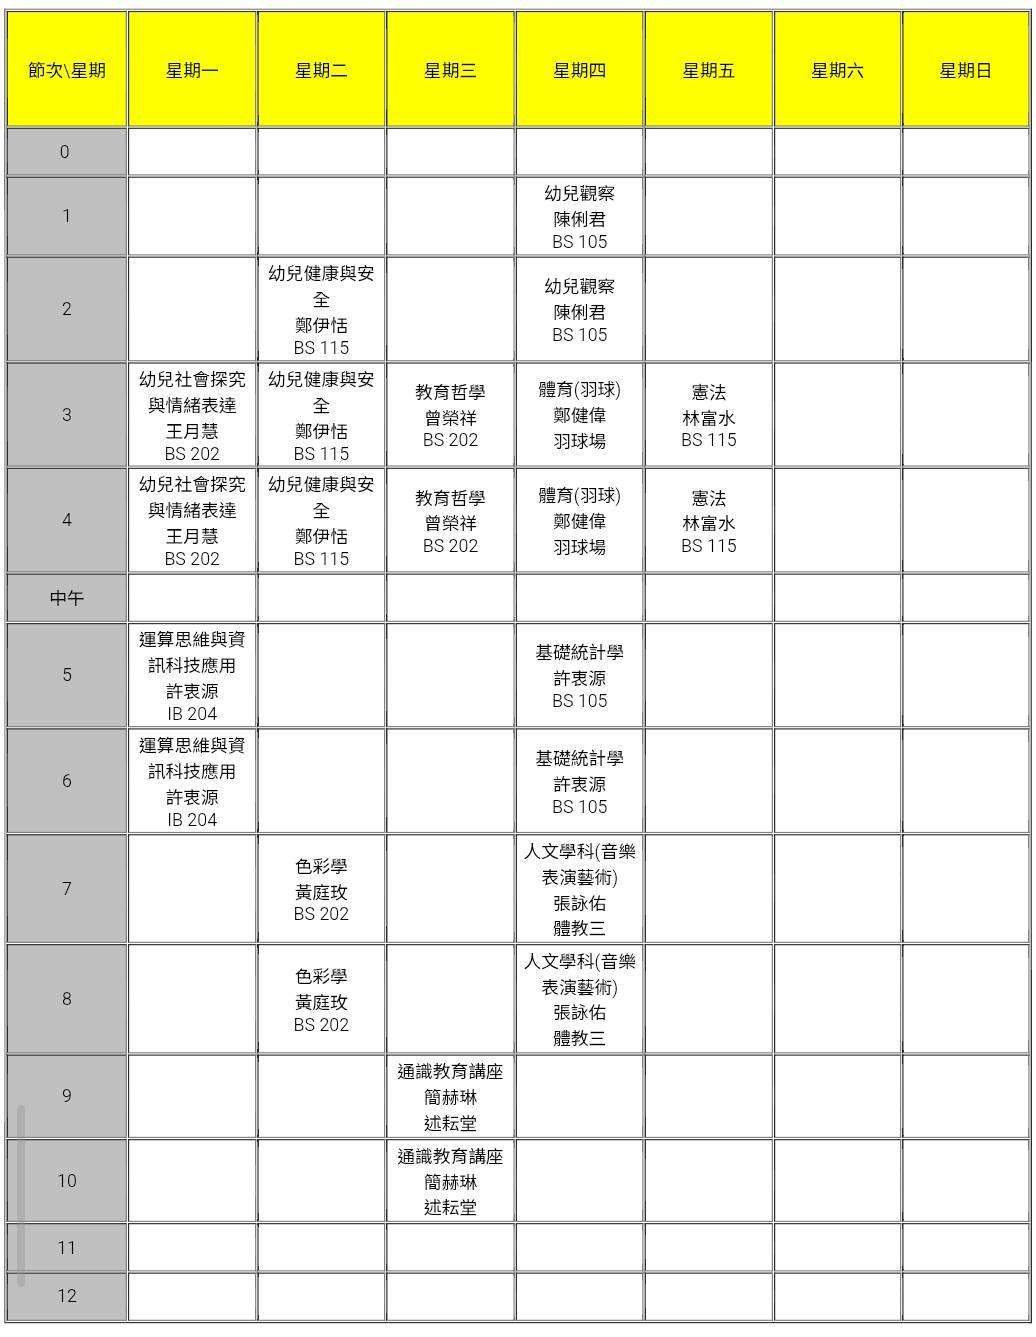 節次\星期
星期一
星期二
星期三
星期四
星期五
星期六
星期日
0
1
幼兒觀察
陳俐君
BS 105
2
幼兒健康與安
全
鄭伊恬
BS 115
幼兒觀察
陳俐君
BS 105
3
幼兒社會探究
與情緒表達
王月慧
BS 202
幼兒健康與安
全
鄭伊恬
BS 115
教育哲學
曾榮祥
BS 202
體育(羽球)
鄭健偉
羽球場
憲法
林富水
BS 115
4
幼兒社會探究
與情緒表達
王月慧
BS 202
幼兒健康與安
全
鄭伊恬
BS 115
教育哲學
曾榮祥
BS 202
體育(羽球)
鄭健偉
羽球場
憲法
林富水
BS 115
中午
5
運算思維與資
訊科技應用
許衷源
IB 204
基礎統計學
許衷源
BS 105
6
運算思維與資
訊科技應用
許衷源
IB 204
基礎統計學
許衷源
BS 105
7
色彩學
黃庭玫
BS 202
人文學科(音樂
表演藝術)
張詠佑
體教三
8
色彩學
黃庭玫
BS 202
人文學科(音樂
表演藝術)
張詠佑
體教三
9
通識教育講座
簡赫琳
述耘堂
10
通識教育講座
簡赫琳
述耘堂
11
12